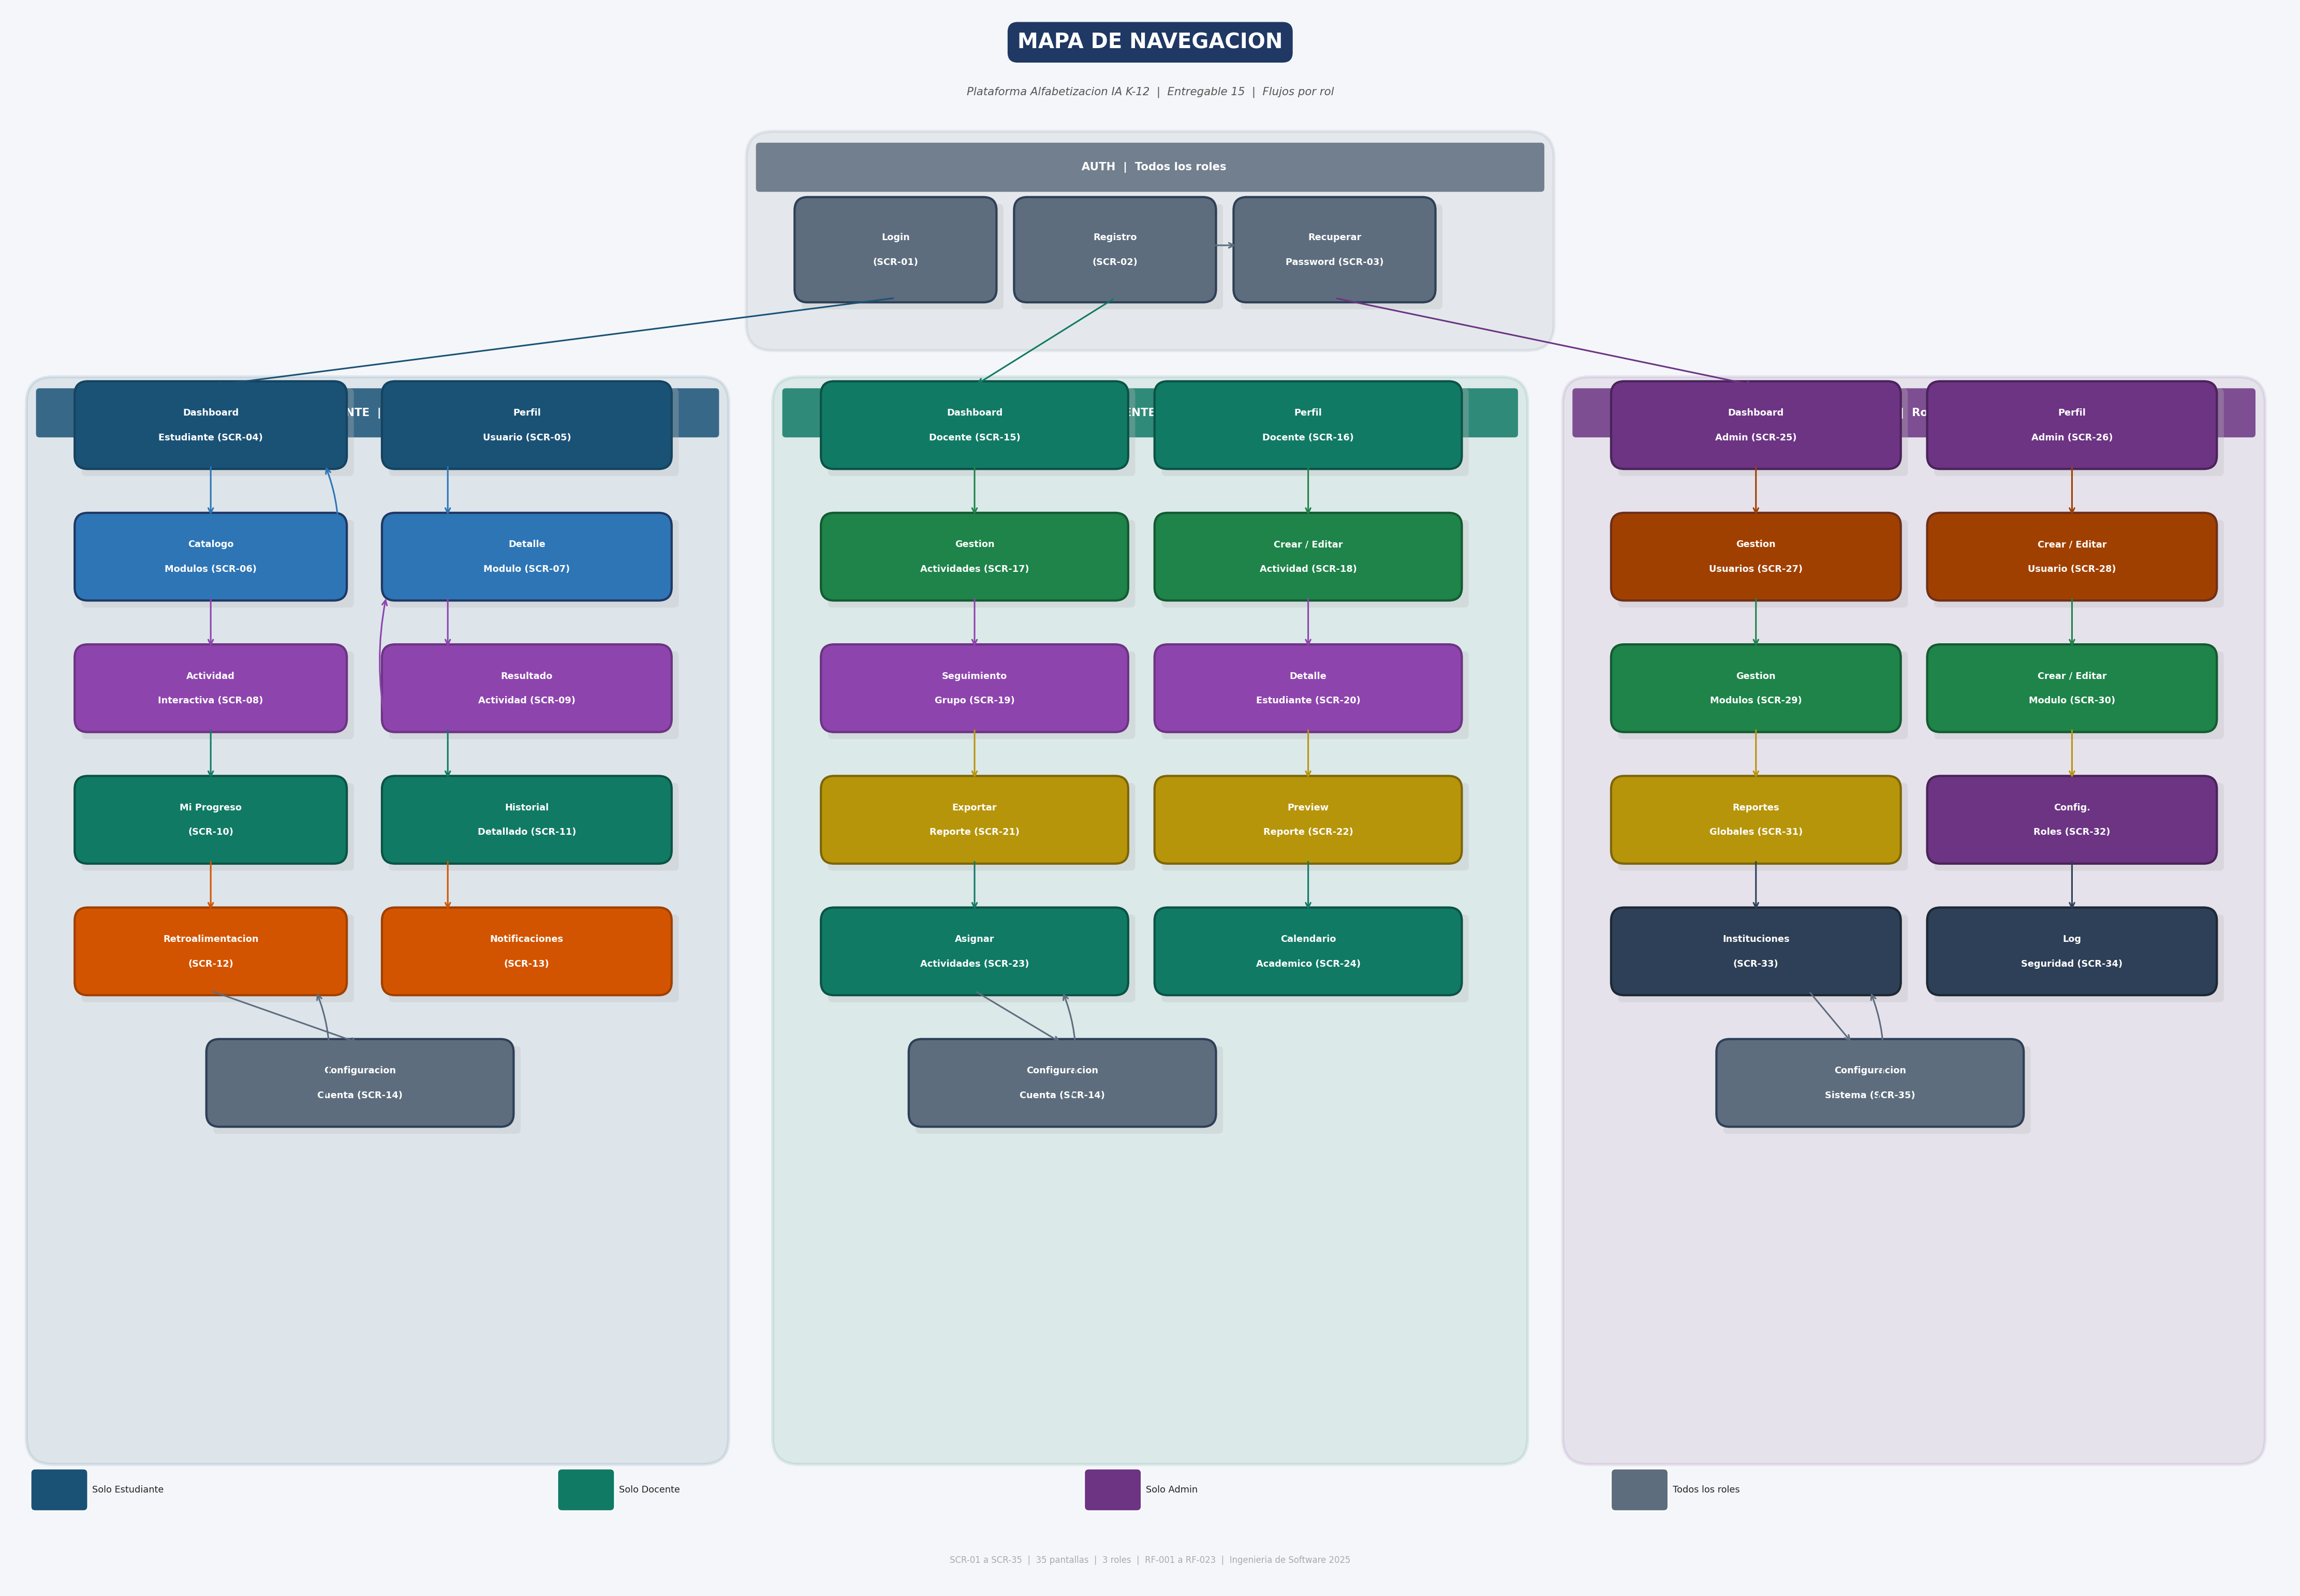 MAPA DE NAVEGACION
Plataforma Alfabetizacion IA K-12 | Entregable 15 | Flujos por rol
AUTH | Todos los roles
Login
(SCR-01)
Registro
(SCR-02)
Recuperar
Password (SCR-03)
Dashboard
Estudiante (SCR-04)
Perfil
Usuario (SCR-05)
Catalogo
Modulos (SCR-06)
Detalle
Modulo (SCR-07)
Actividad
Interactiva (SCR-08)
Resultado
Actividad (SCR-09)
Mi Progreso
(SCR-10)
Historial
Detallado (SCR-11)
Retroalimentacion
(SCR-12)
Notificaciones
(SCR-13)
Configuracion
Cuenta (SCR-14)
Dashboard
Docente (SCR-15)
Perfil
Docente (SCR-16)
Gestion
Actividades (SCR-17)
Crear / Editar
Actividad (SCR-18)
Seguimiento
Grupo (SCR-19)
Detalle
Estudiante (SCR-20)
Exportar
Reporte (SCR-21)
Preview
Reporte (SCR-22)
Asignar
Actividades (SCR-23)
Calendario
Academico (SCR-24)
Configuracion
Cuenta (SCR-14)
Dashboard
Admin (SCR-25)
Perfil
Admin (SCR-26)
Gestion
Usuarios (SCR-27)
Crear / Editar
Usuario (SCR-28)
Gestion
Modulos (SCR-29)
Crear / Editar
Modulo (SCR-30)
Reportes
Globales (SCR-31)
Config.
Roles (SCR-32)
Instituciones
(SCR-33)
Log
Seguridad (SCR-34)
Configuracion
Sistema (SCR-35)
Solo Estudiante
Solo Docente
Solo Admin
Todos los roles
SCR-01 a SCR-35 | 35 pantallas | 3 roles | RF-001 a RF-023 | Ingenieria de Software 2025